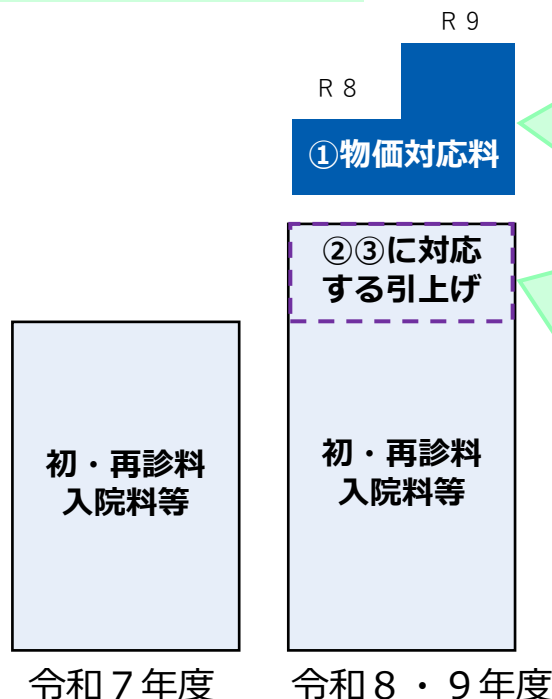 Ｒ９
Ｒ８
①物価対応料
②③に対応
する引上げ
初・再診料
入院料等
初・再診料
入院料等
令和７年度
令和８・９年度